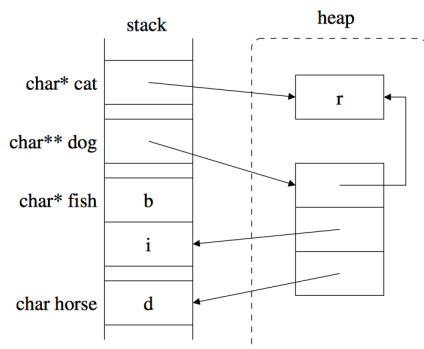 stack
heap
char* cat
r
char** dog
char* fish
b
i
char horse
d